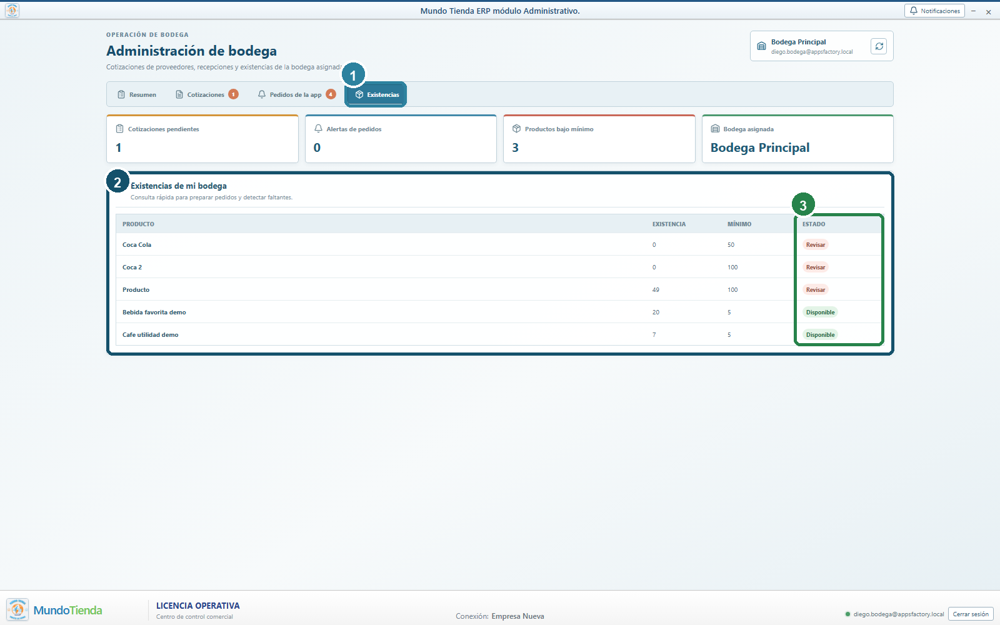 Mundo Tienda ERP módulo Administrativo.
Notificaciones
OPERACIÓN DE BODEGA
Administración de bodega
Cotizaciones de proveedores, recepciones y existencias de la bodega asignada
Bodega Principal
diego.bodega@appsfactory.local
1
Resumen
Cotizaciones 1
Pedidos de la app 4
Existencias
Cotizaciones pendientes
1
Alertas de pedidos
0
Productos bajo mínimo
3
Bodega asignada
Bodega Principal
2
Existencias de mi bodega
Consulta rápida para preparar pedidos y detectar faltantes.
3
PRODUCTO EXISTENCIA MÍNIMO ESTADO
Coca Cola 0 50 Revisar
Coca 2 0 100 Revisar
Producto 49 100 Revisar
Bebida favorita demo 20 5 Disponible
Cafe utilidad demo 7 5 Disponible
MundoTienda
LICENCIA OPERATIVA
Centro de control comercial
Conexión: Empresa Nueva
diego.bodega@appsfactory.local
Cerrar sesión